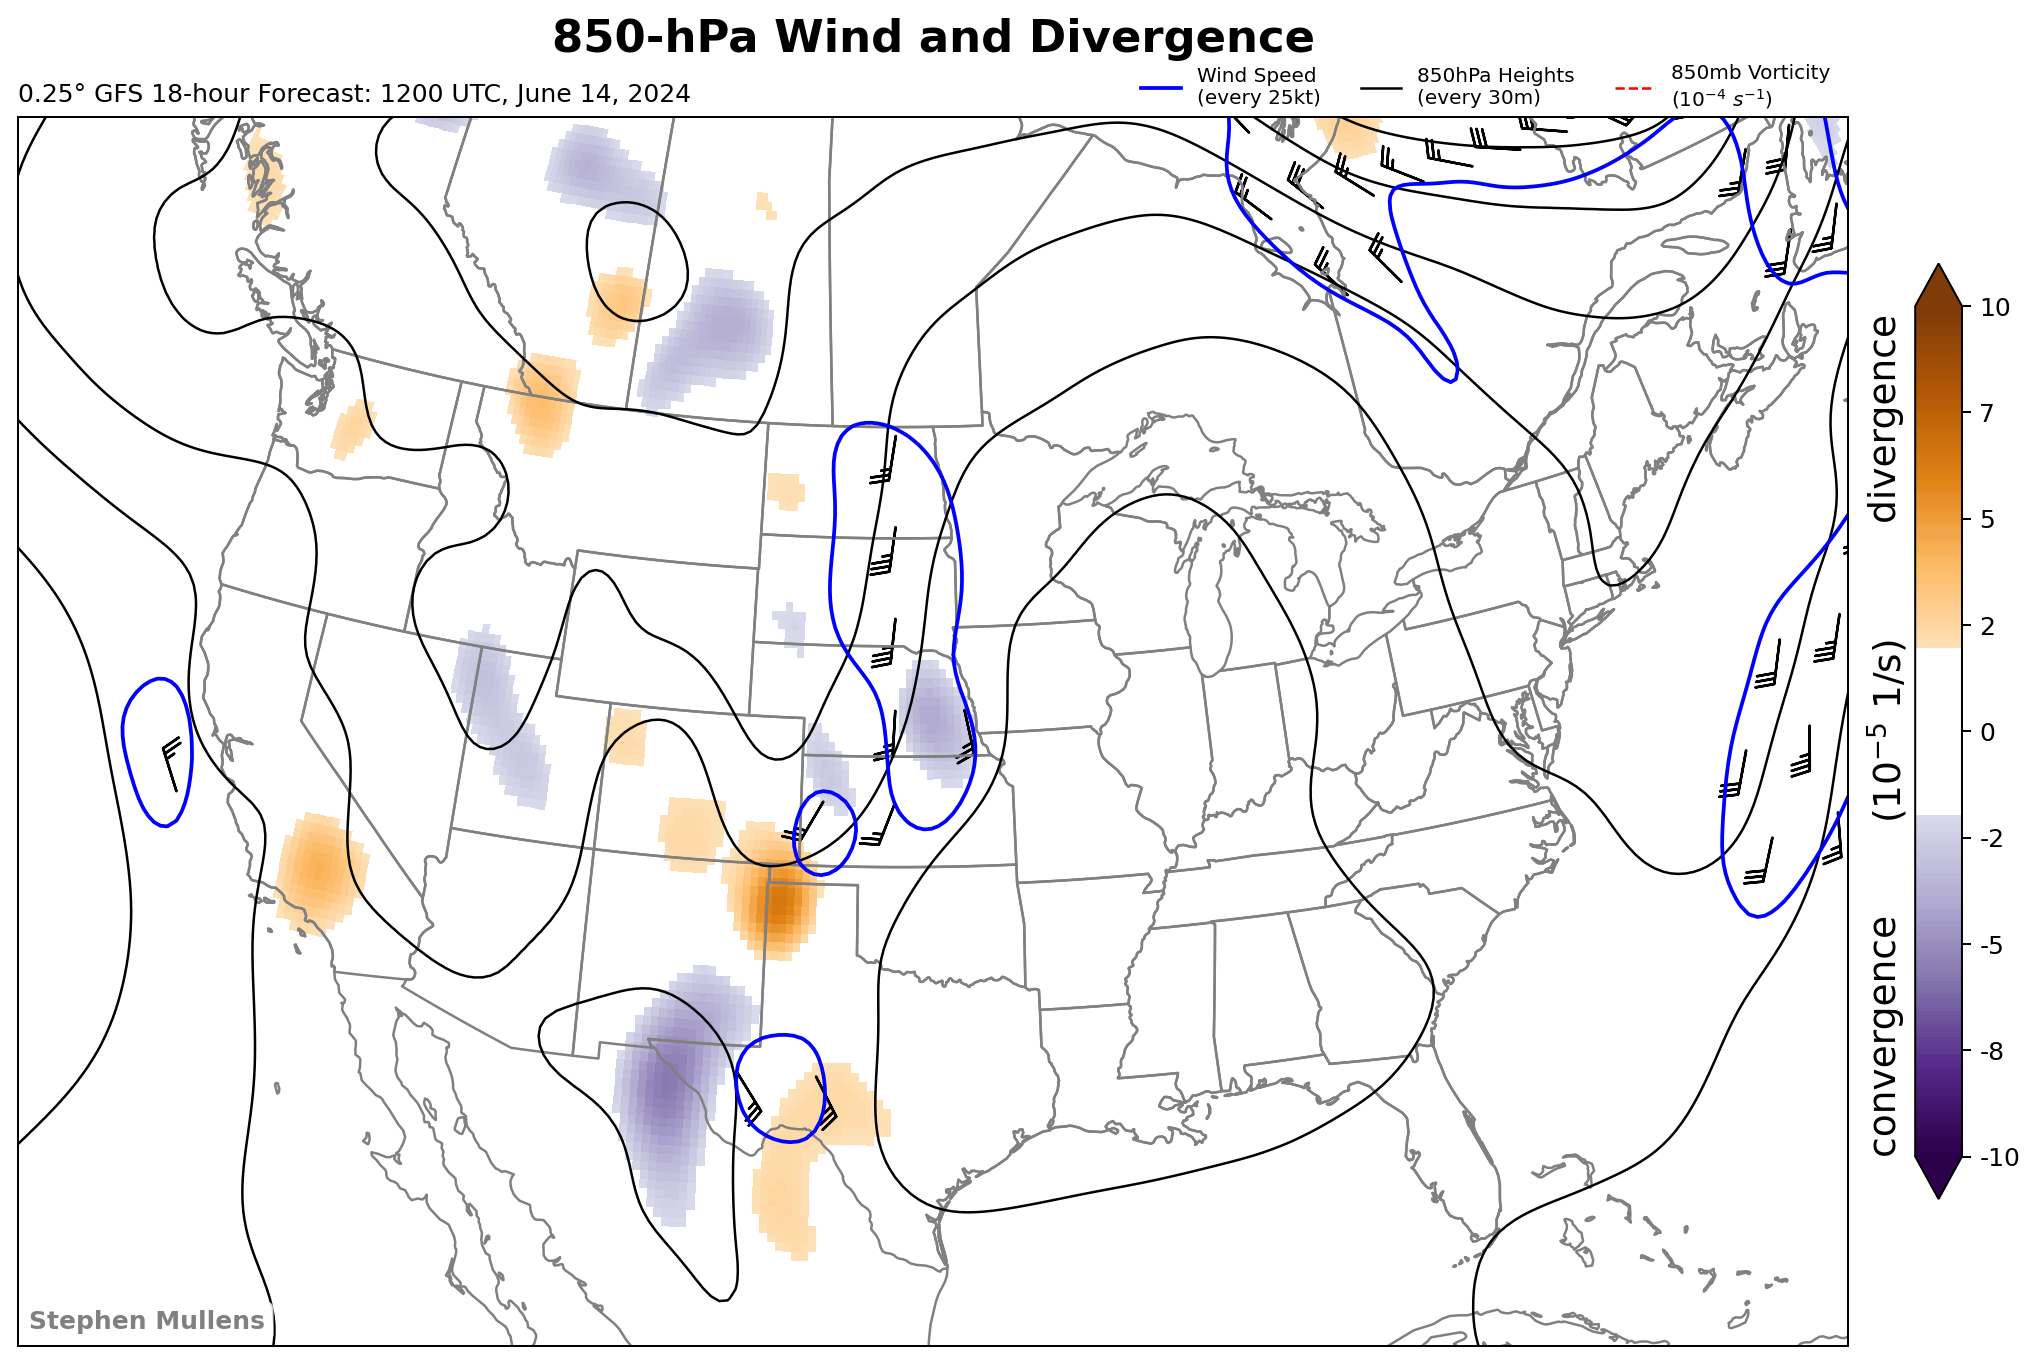 850-hPa Wind and Divergence
0.25° GFS 18-hour Forecast: 1200 UTC, June 14, 2024
Wind Speed
(every 25kt)
850hPa Heights
(every 30m)
850mb Vorticity
(10⁻⁴ s⁻¹)
10
7
5
2
0
-2
-5
-8
-10
convergence (10⁻⁵ 1/s) divergence
Stephen Mullens